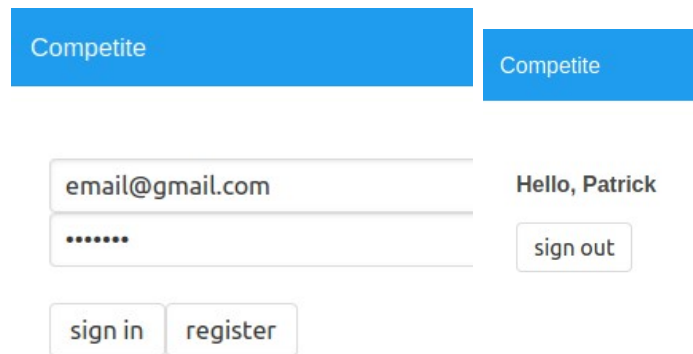 Competite
email@gmail.com
•••••••
sign in
register
Competite
Hello, Patrick
sign out